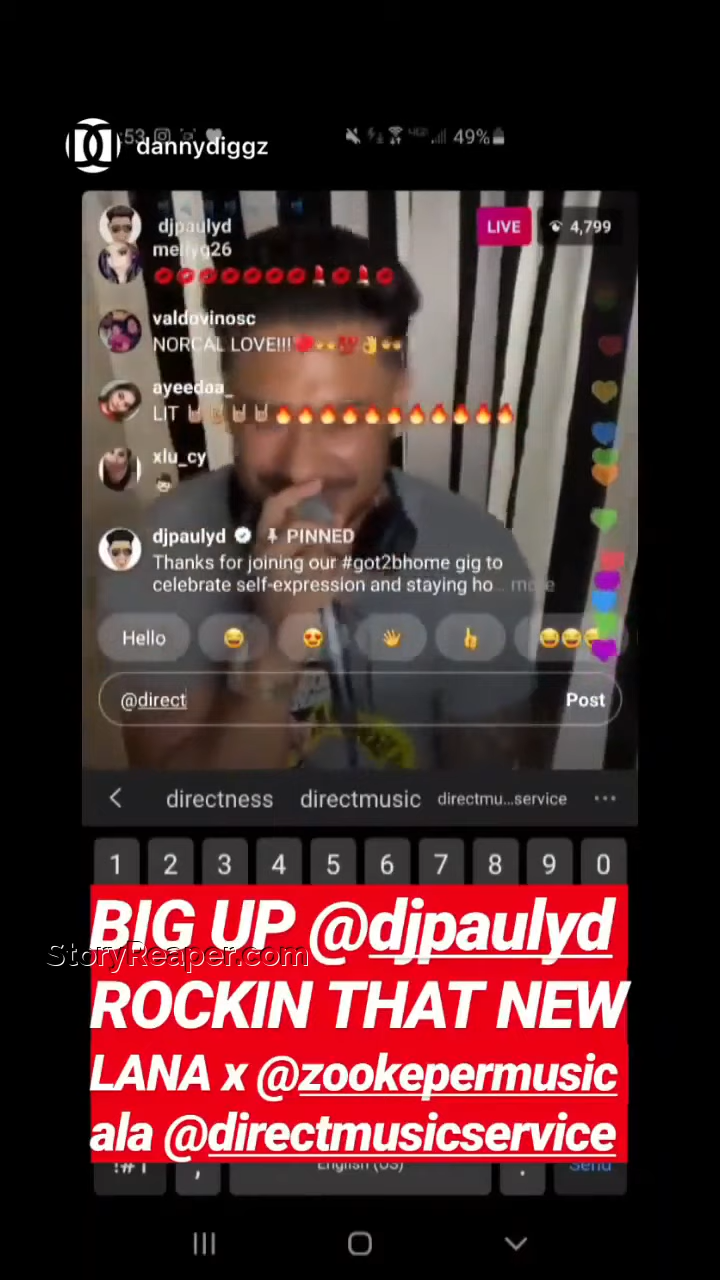 :53 49%
dannydiggz
djpaulyd LIVE 4,799
mellyg26
valdovinosc
NORCAL LOVE!!!
ayeedaa_
LIT
xlu_cy
djpaulyd PINNED
Thanks for joining our #got2bhome gig to
celebrate self-expression and staying ho... more
Hello
@direct Post
directness directmusic directmu...service
1 2 3 4 5 6 7 8 9 0
BIG UP @djpaulyd
StoryReaper.com
ROCKIN THAT NEW
LANA x @zookepermusic
ala @directmusicservice
!#1 , English (US) . Send